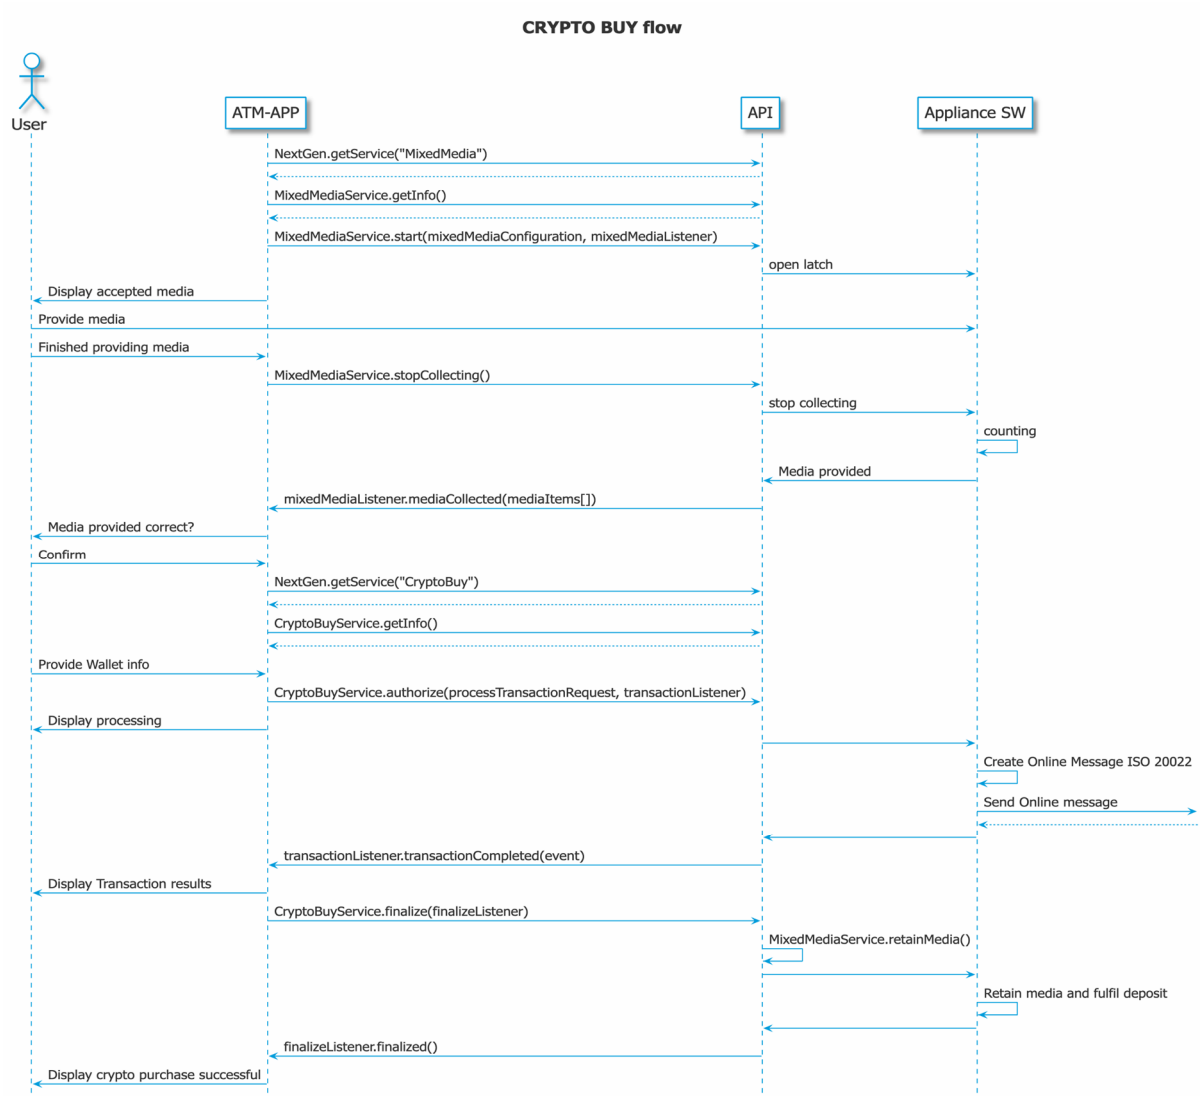 CRYPTO BUY flow
User
ATM-APP
API
Appliance SW
NextGen.getService("MixedMedia")
MixedMediaService.getInfo()
MixedMediaService.start(mixedMediaConfiguration, mixedMediaListener)
open latch
Display accepted media
Provide media
Finished providing media
MixedMediaService.stopCollecting()
stop collecting
counting
Media provided
mixedMediaListener.mediaCollected(mediaItems[])
Media provided correct?
Confirm
NextGen.getService("CryptoBuy")
CryptoBuyService.getInfo()
Provide Wallet info
CryptoBuyService.authorize(processTransactionRequest, transactionListener)
Display processing
Create Online Message ISO 20022
Send Online message
transactionListener.transactionCompleted(event)
Display Transaction results
CryptoBuyService.finalize(finalizeListener)
MixedMediaService.retainMedia()
Retain media and fulfil deposit
finalizeListener.finalized()
Display crypto purchase successful